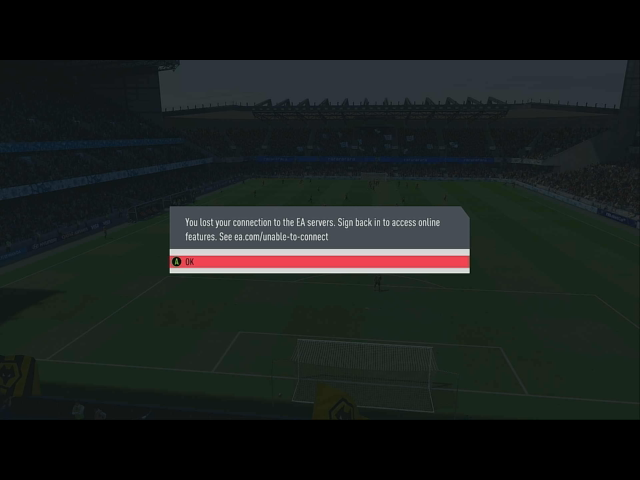 You lost your connection to the EA servers. Sign back in to access online
features. See ea.com/unable-to-connect
A OK